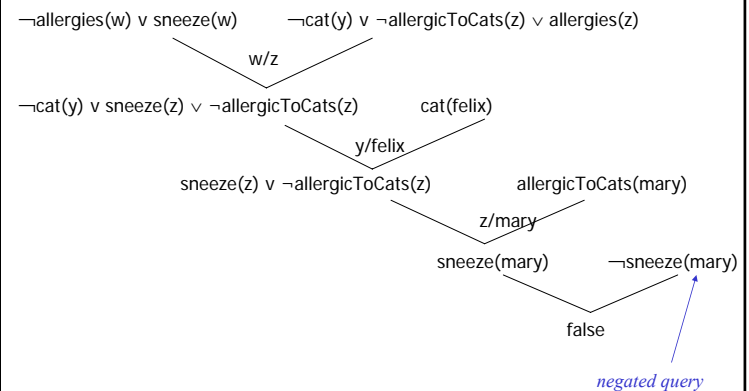 ¬allergies(w) v sneeze(w) ¬cat(y) v ¬allergicToCats(z) ∨ allergies(z)
w/z
¬cat(y) v sneeze(z) ∨ ¬allergicToCats(z) cat(felix)
y/felix
sneeze(z) v ¬allergicToCats(z) allergicToCats(mary)
z/mary
sneeze(mary) ¬sneeze(mary)
false
negated query